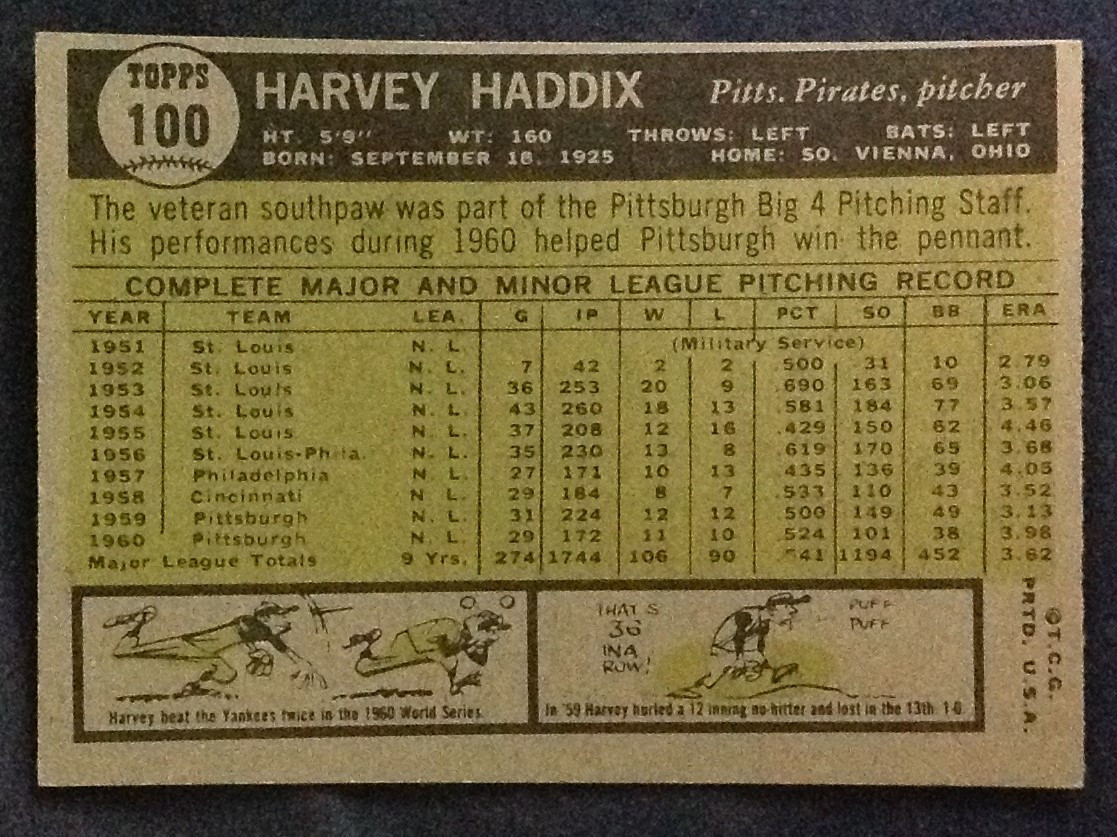 TOPPS
100
HARVEY HADDIX
Pitts. Pirates, pitcher
HT. 5'9" WT: 160 THROWS: LEFT BATS: LEFT
BORN: SEPTEMBER 18, 1925 HOME: SO. VIENNA, OHIO
The veteran southpaw was part of the Pittsburgh Big 4 Pitching Staff.
His performances during 1960 helped Pittsburgh win the pennant.
COMPLETE MAJOR AND MINOR LEAGUE PITCHING RECORD
YEAR TEAM LEA. G IP W L PCT SO BB ERA
1951 St. Louis N. L. (Military Service)
1952 St. Louis N. L. 7 42 2 2 .500 31 10 2.79
1953 St. Louis N. L. 36 253 20 9 .690 163 69 3.06
1954 St. Louis N. L. 43 260 18 13 .581 184 77 3.57
1955 St. Louis N. L. 37 208 12 16 .429 150 62 4.46
1956 St. Louis-Phila. N. L. 35 230 13 8 .619 170 65 3.68
1957 Philadelphia N. L. 27 171 10 13 .435 136 39 4.05
1958 Cincinnati N. L. 29 184 8 7 .533 110 43 3.52
1959 Pittsburgh N. L. 31 224 12 12 .500 149 49 3.13
1960 Pittsburgh N. L. 29 172 11 10 .524 101 38 3.98
Major League Totals 9 Yrs. 274 1744 106 90 .541 1194 452 3.62
Harvey beat the Yankees twice in the 1960 World Series.
THAT'S
36
IN A
ROW!
PUFF
PUFF
In '59 Harvey hurled a 12 inning no-hitter and lost in the 13th 1-0.
©T.C.G.
PRTD. U.S.A.